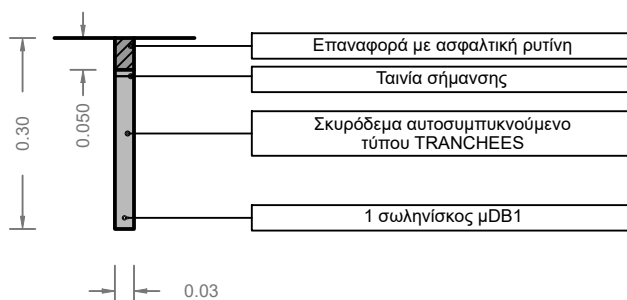 Επαναφορά με ασφαλτική ρυτίνη
Ταινία σήμανσης
Σκυρόδεμα αυτοσυμπυκνούμενο
τύπου TRANCHEES
1 σωληνίσκος μDB1
0.30
0.050
0.03